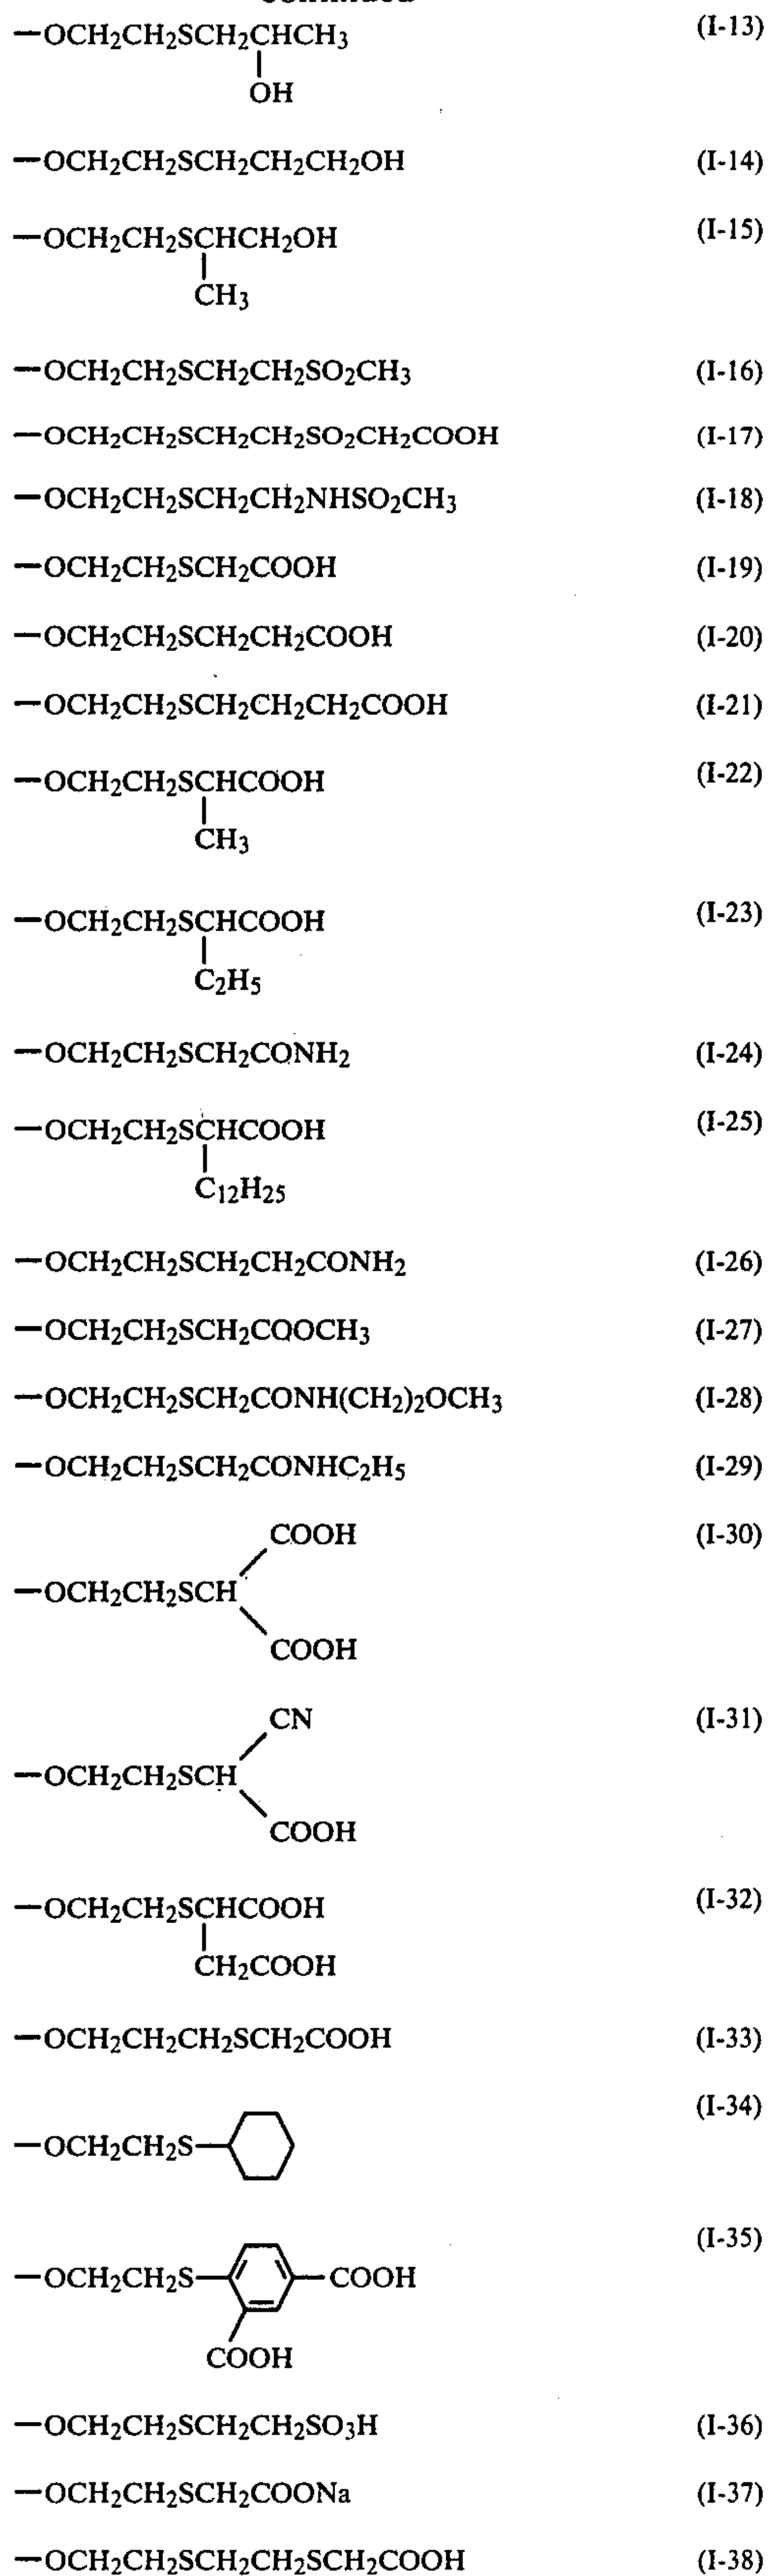 —OCH2CH2SCH2CHCH3 (I-13)
OH
—OCH2CH2SCH2CH2CH2OH (I-14)
—OCH2CH2SCHCH2OH (I-15)
CH3
—OCH2CH2SCH2CH2SO2CH3 (I-16)
—OCH2CH2SCH2CH2SO2CH2COOH (I-17)
—OCH2CH2SCH2CH2NHSO2CH3 (I-18)
—OCH2CH2SCH2COOH (I-19)
—OCH2CH2SCH2CH2COOH (I-20)
—OCH2CH2SCH2CH2CH2COOH (I-21)
—OCH2CH2SCHCOOH (I-22)
CH3
—OCH2CH2SCHCOOH (I-23)
C2H5
—OCH2CH2SCH2CONH2 (I-24)
—OCH2CH2SCHCOOH (I-25)
C12H25
—OCH2CH2SCH2CH2CONH2 (I-26)
—OCH2CH2SCH2COOCH3 (I-27)
—OCH2CH2SCH2CONH(CH2)2OCH3 (I-28)
—OCH2CH2SCH2CONHC2H5 (I-29)
COOH (I-30)
—OCH2CH2SCH
COOH
CN (I-31)
—OCH2CH2SCH
COOH
—OCH2CH2SCHCOOH (I-32)
CH2COOH
—OCH2CH2CH2SCH2COOH (I-33)
(I-34)
—OCH2CH2S—
(I-35)
—OCH2CH2S— —COOH
COOH
—OCH2CH2SCH2CH2SO3H (I-36)
—OCH2CH2SCH2COONa (I-37)
—OCH2CH2SCH2CH2SCH2COOH (I-38)